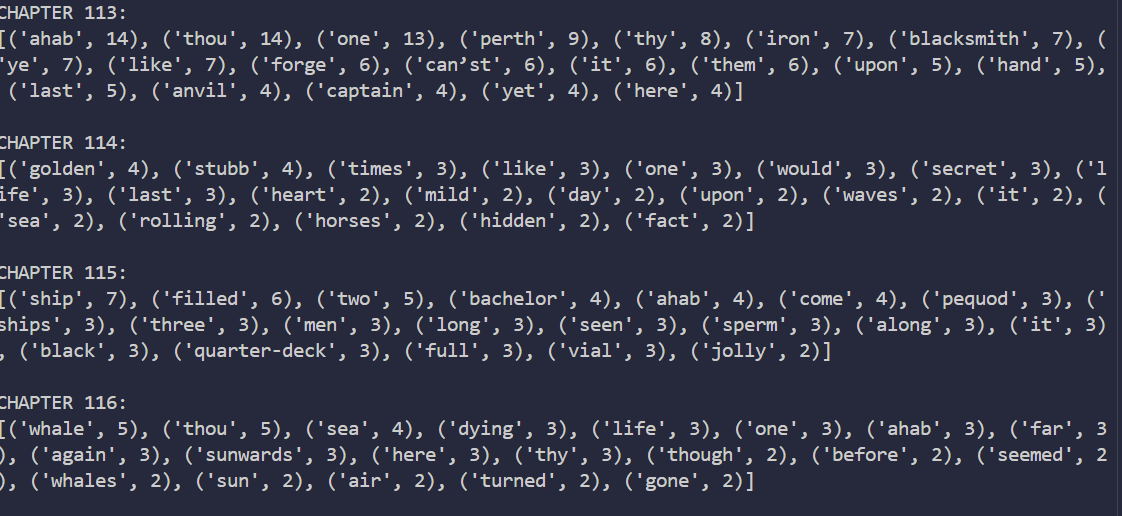 CHAPTER 113:
[('ahab', 14), ('thou', 14), ('one', 13), ('perth', 9), ('thy', 8), ('iron', 7), ('blacksmith', 7), (
'ye', 7), ('like', 7), ('forge', 6), ('can’st', 6), ('it', 6), ('them', 6), ('upon', 5), ('hand', 5),
('last', 5), ('anvil', 4), ('captain', 4), ('yet', 4), ('here', 4)]
CHAPTER 114:
[('golden', 4), ('stubb', 4), ('times', 3), ('like', 3), ('one', 3), ('would', 3), ('secret', 3), ('l
ife', 3), ('last', 3), ('heart', 2), ('mild', 2), ('day', 2), ('upon', 2), ('waves', 2), ('it', 2), (
'sea', 2), ('rolling', 2), ('horses', 2), ('hidden', 2), ('fact', 2)]
CHAPTER 115:
[('ship', 7), ('filled', 6), ('two', 5), ('bachelor', 4), ('ahab', 4), ('come', 4), ('pequod', 3), ('
ships', 3), ('three', 3), ('men', 3), ('long', 3), ('seen', 3), ('sperm', 3), ('along', 3), ('it', 3)
, ('black', 3), ('quarter-deck', 3), ('full', 3), ('vial', 3), ('jolly', 2)]
CHAPTER 116:
[('whale', 5), ('thou', 5), ('sea', 4), ('dying', 3), ('life', 3), ('one', 3), ('ahab', 3), ('far', 3
), ('again', 3), ('sunwards', 3), ('here', 3), ('thy', 3), ('though', 2), ('before', 2), ('seemed', 2
), ('whales', 2), ('sun', 2), ('air', 2), ('turned', 2), ('gone', 2)]